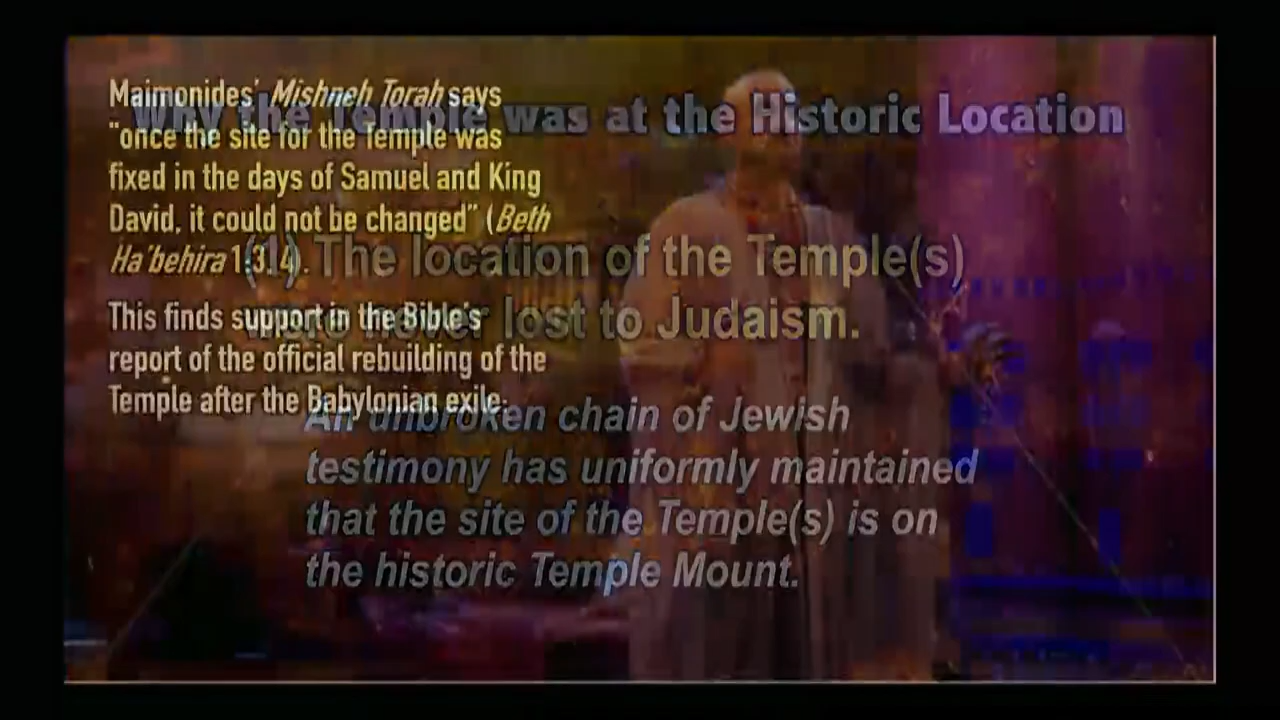 Why the Temple was at the Historic Location
Maimonides' Mishneh Torah says
"once the site for the Temple was
fixed in the days of Samuel and King
David, it could not be changed" (Beth
Ha'behira 1.3.4).
This finds support in the Bible's
report of the official rebuilding of the
Temple after the Babylonian exile:
(1) The location of the Temple(s)
never lost to Judaism.
An unbroken chain of Jewish
testimony has uniformly maintained
that the site of the Temple(s) is on
the historic Temple Mount.